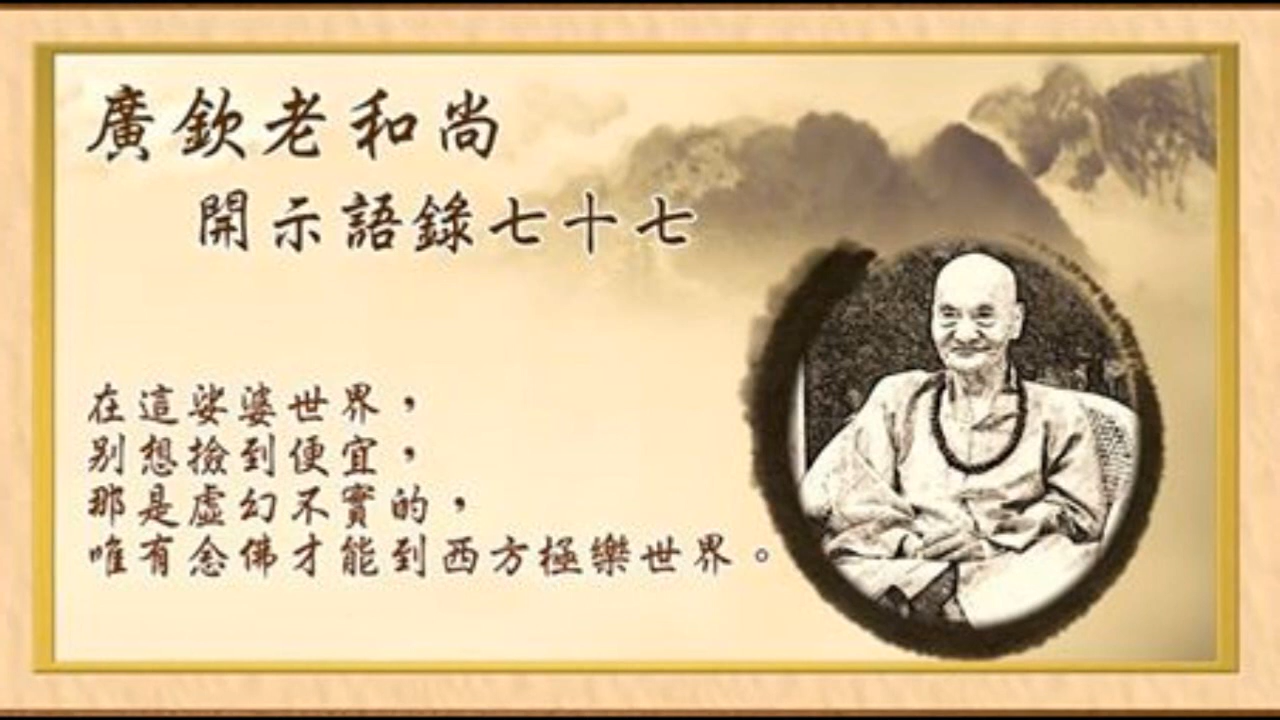 廣欽老和尚
開示語錄七十七
在這娑婆世界，
別想撿到便宜，
那是虛幻不實的，
唯有念佛才能到西方極樂世界。